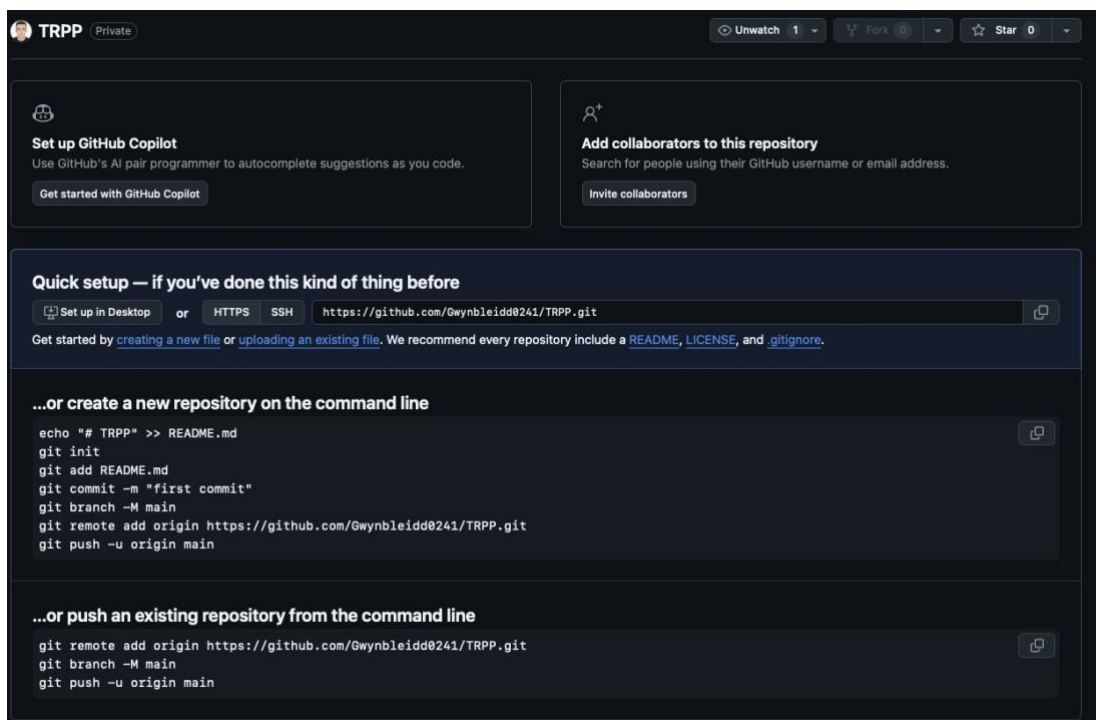 TRPP Private
Unwatch 1
Fork 0
Star 0
Set up GitHub Copilot
Use GitHub's AI pair programmer to autocomplete suggestions as you code.
Get started with GitHub Copilot
Add collaborators to this repository
Search for people using their GitHub username or email address.
Invite collaborators
Quick setup — if you've done this kind of thing before
Set up in Desktop or HTTPS SSH https://github.com/Gwynbleidd0241/TRPP.git
Get started by creating a new file or uploading an existing file. We recommend every repository include a README, LICENSE, and .gitignore.
...or create a new repository on the command line
echo "# TRPP" >> README.md
git init
git add README.md
git commit -m "first commit"
git branch -M main
git remote add origin https://github.com/Gwynbleidd0241/TRPP.git
git push -u origin main
...or push an existing repository from the command line
git remote add origin https://github.com/Gwynbleidd0241/TRPP.git
git branch -M main
git push -u origin main